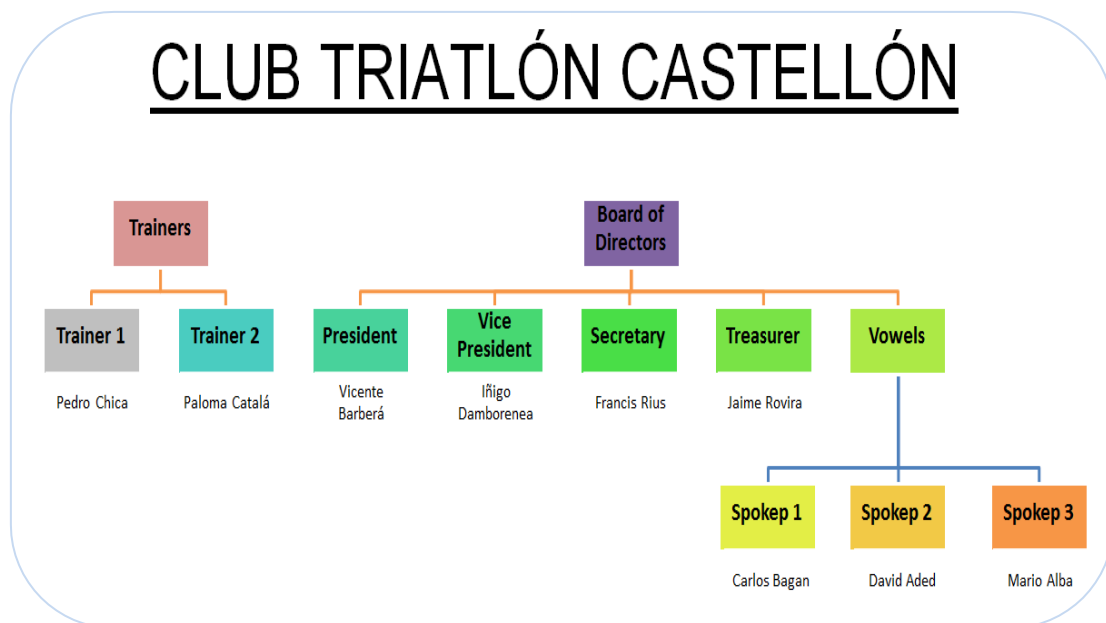 CLUB TRIATLÓN CASTELLÓN
Trainers
Board of
Directors
Trainer 1
Trainer 2
President
Vice
President
Secretary
Treasurer
Vowels
Pedro Chica
Paloma Catalá
Vicente
Barberá
Iñigo
Damborenea
Francis Rius
Jaime Rovira
Spokep 1
Spokep 2
Spokep 3
Carlos Bagan
David Aded
Mario Alba